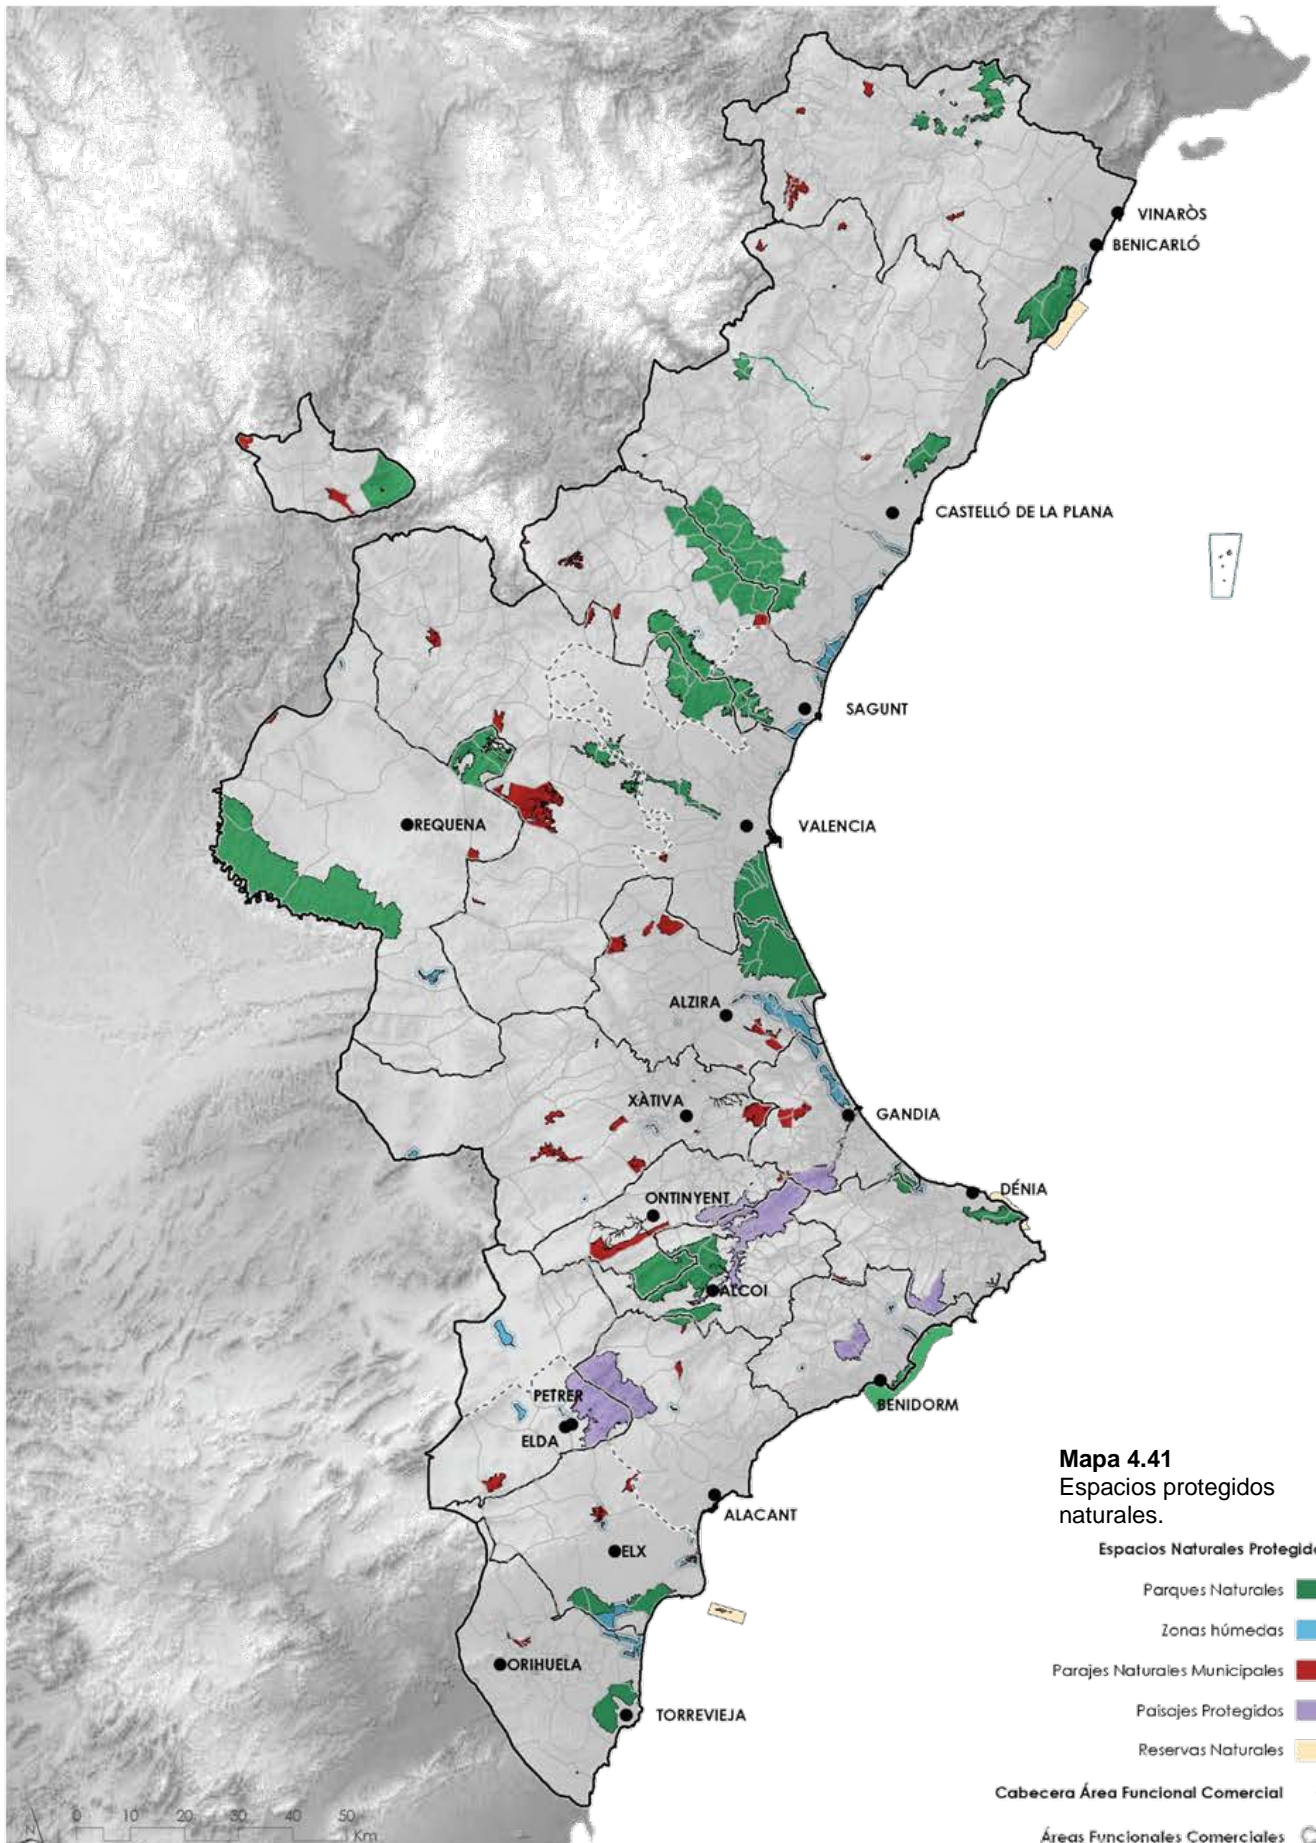 VINARÒS
BENICARLÓ
CASTELLÓ DE LA PLANA
SAGUNT
REQUENA
VALENCIA
ALZIRA
XÀTIVA
GANDIA
DÉNIA
ONTINYENT
ALCOI
PETRER
BENIDORM
ELDA
ALACANT
ELX
ORIHUELA
TORREVIEJA
Mapa 4.41
Espacios protegidos
naturales.
Espacios Naturales Protegido
Parques Naturales
Zonas húmedas
Parajes Naturales Municipales
Paisajes Protegidos
Reservas Naturales
Cabecera Área Funcional Comercial
Áreas Funcionales Comerciales
N
0 10 20 30 40 50
Km